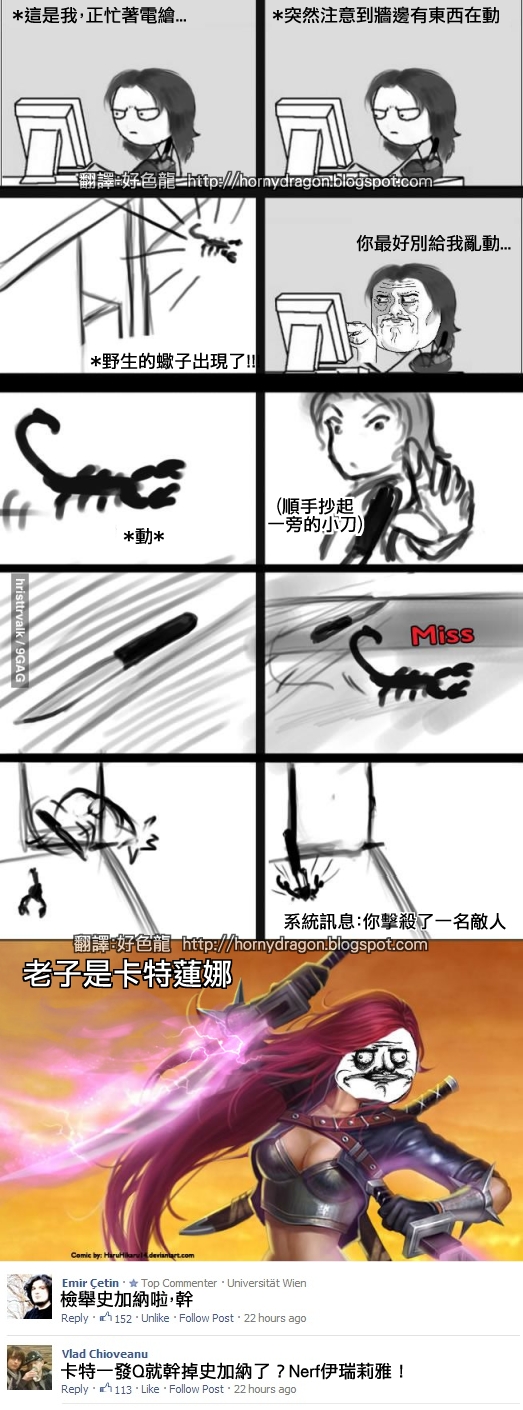 *這是我,正忙著電繪...
*突然注意到牆邊有東西在動
翻譯:好色龍 http://hornydragon.blogspot.com
*野生的蠍子出現了!!
你最好別給我亂動...
*動*
(順手抄起
一旁的小刀)
hristtrvalk / 9GAG
Miss
系統訊息:你擊殺了一名敵人
翻譯:好色龍 http://hornydragon.blogspot.com
老子是卡特蓮娜
Comic by: HaruHikaru14.deviantart.com
Emir Çetin · ★ Top Commenter · Universität Wien
檢舉史加納啦,幹
Reply · 152 · Unlike · Follow Post · 22 hours ago
Vlad Chioveanu
卡特一發Q就幹掉史加納了?Nerf伊瑞莉雅!
Reply · 113 · Like · Follow Post · 22 hours ago